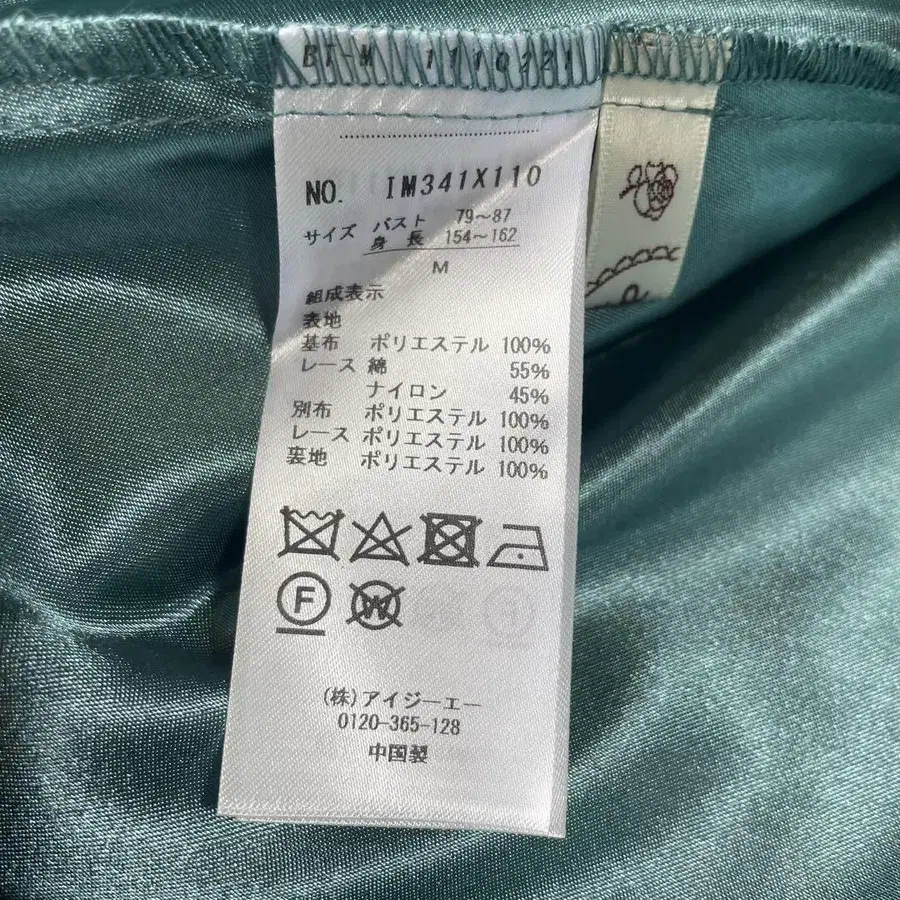 BT-M 1110221
NO. IM341X110
サイズ バスト 79~87
身長 154~162
M
組成表示
表地
基布 ポリエステル 100%
レース 綿 55%
ナイロン 45%
別布 ポリエステル 100%
レース ポリエステル 100%
裏地 ポリエステル 100%
F
W
(株)アイジーエー
0120-365-128
中国製